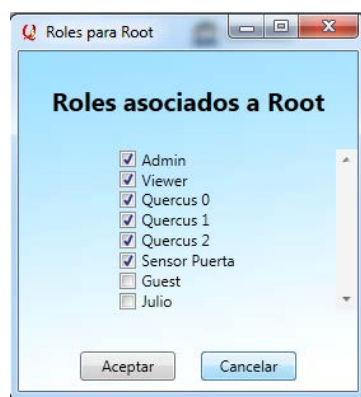 Roles para Root
Roles asociados a Root
Admin
Viewer
Quercus 0
Quercus 1
Quercus 2
Sensor Puerta
Guest
Julio
Aceptar
Cancelar